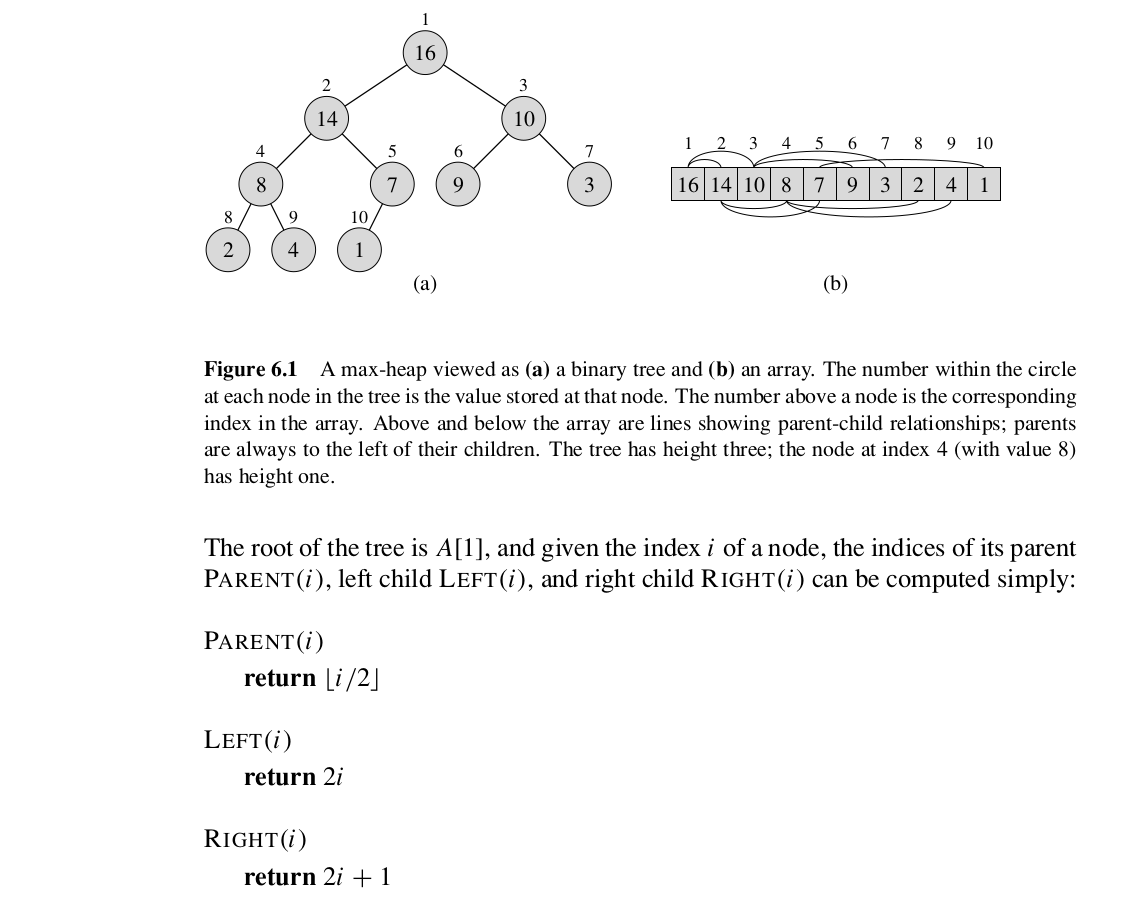 1
16
2 3
14 10
4 5 6 7
8 7 9 3
8 9 10
2 4 1
(a)
1 2 3 4 5 6 7 8 9 10
16 14 10 8 7 9 3 2 4 1
(b)
Figure 6.1 A max-heap viewed as (a) a binary tree and (b) an array. The number within the circle
at each node in the tree is the value stored at that node. The number above a node is the corresponding
index in the array. Above and below the array are lines showing parent-child relationships; parents
are always to the left of their children. The tree has height three; the node at index 4 (with value 8)
has height one.
The root of the tree is A[1], and given the index i of a node, the indices of its parent
PARENT(i), left child LEFT(i), and right child RIGHT(i) can be computed simply:
PARENT(i)
return ⌊i/2⌋
LEFT(i)
return 2i
RIGHT(i)
return 2i + 1